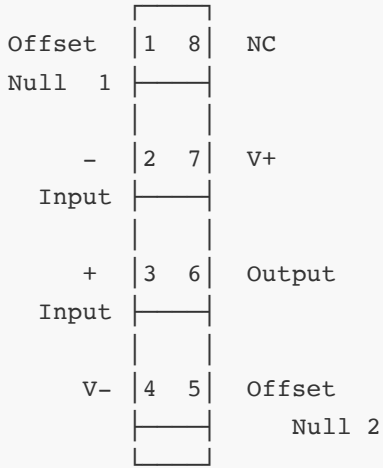 Offset 1 8 NC
Null 1
- 2 7 V+
Input
+ 3 6 Output
Input
V- 4 5 Offset
Null 2